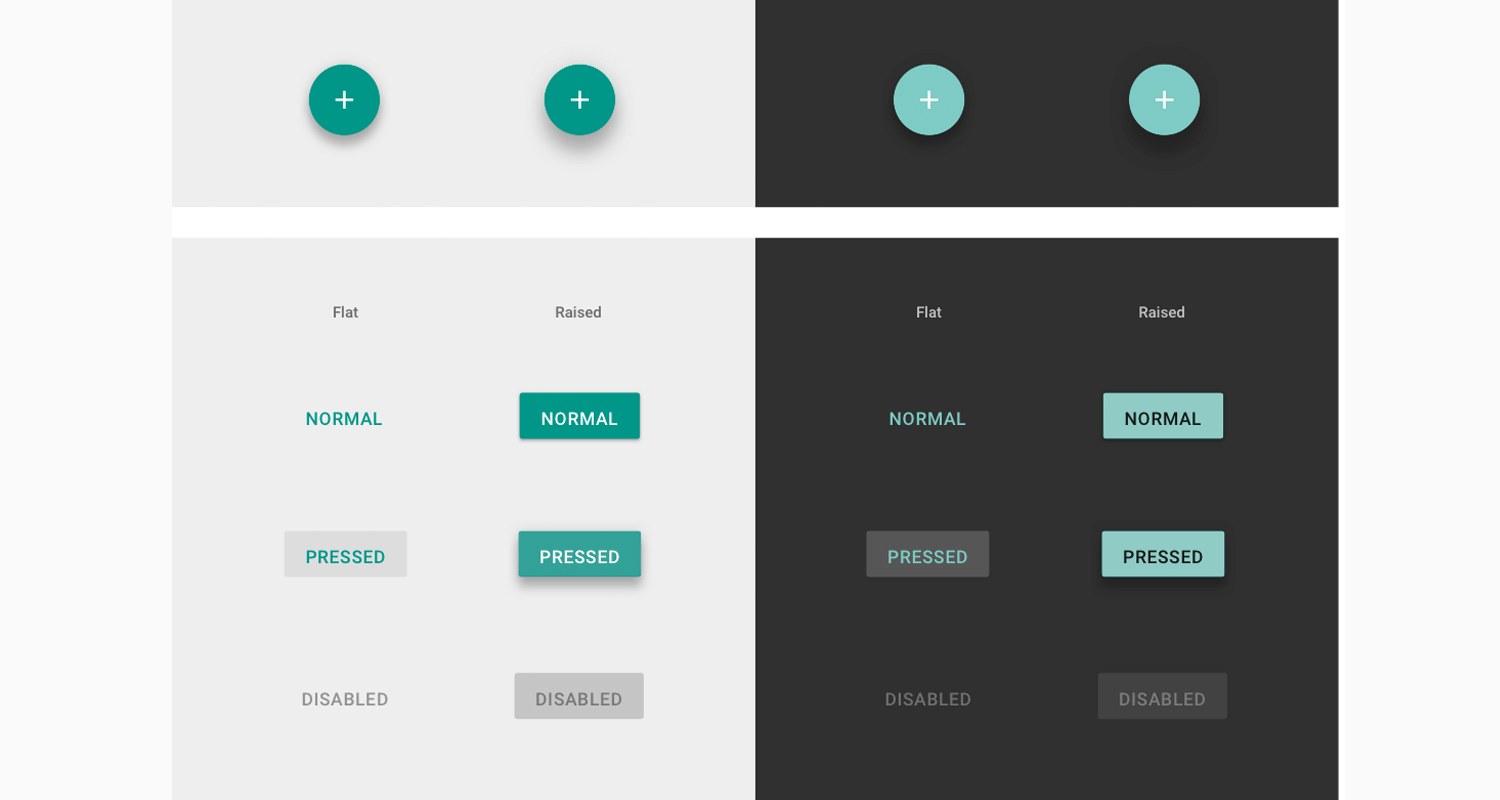 + + + +
Flat Raised Flat Raised
NORMAL NORMAL NORMAL NORMAL
PRESSED PRESSED PRESSED PRESSED
DISABLED DISABLED DISABLED DISABLED